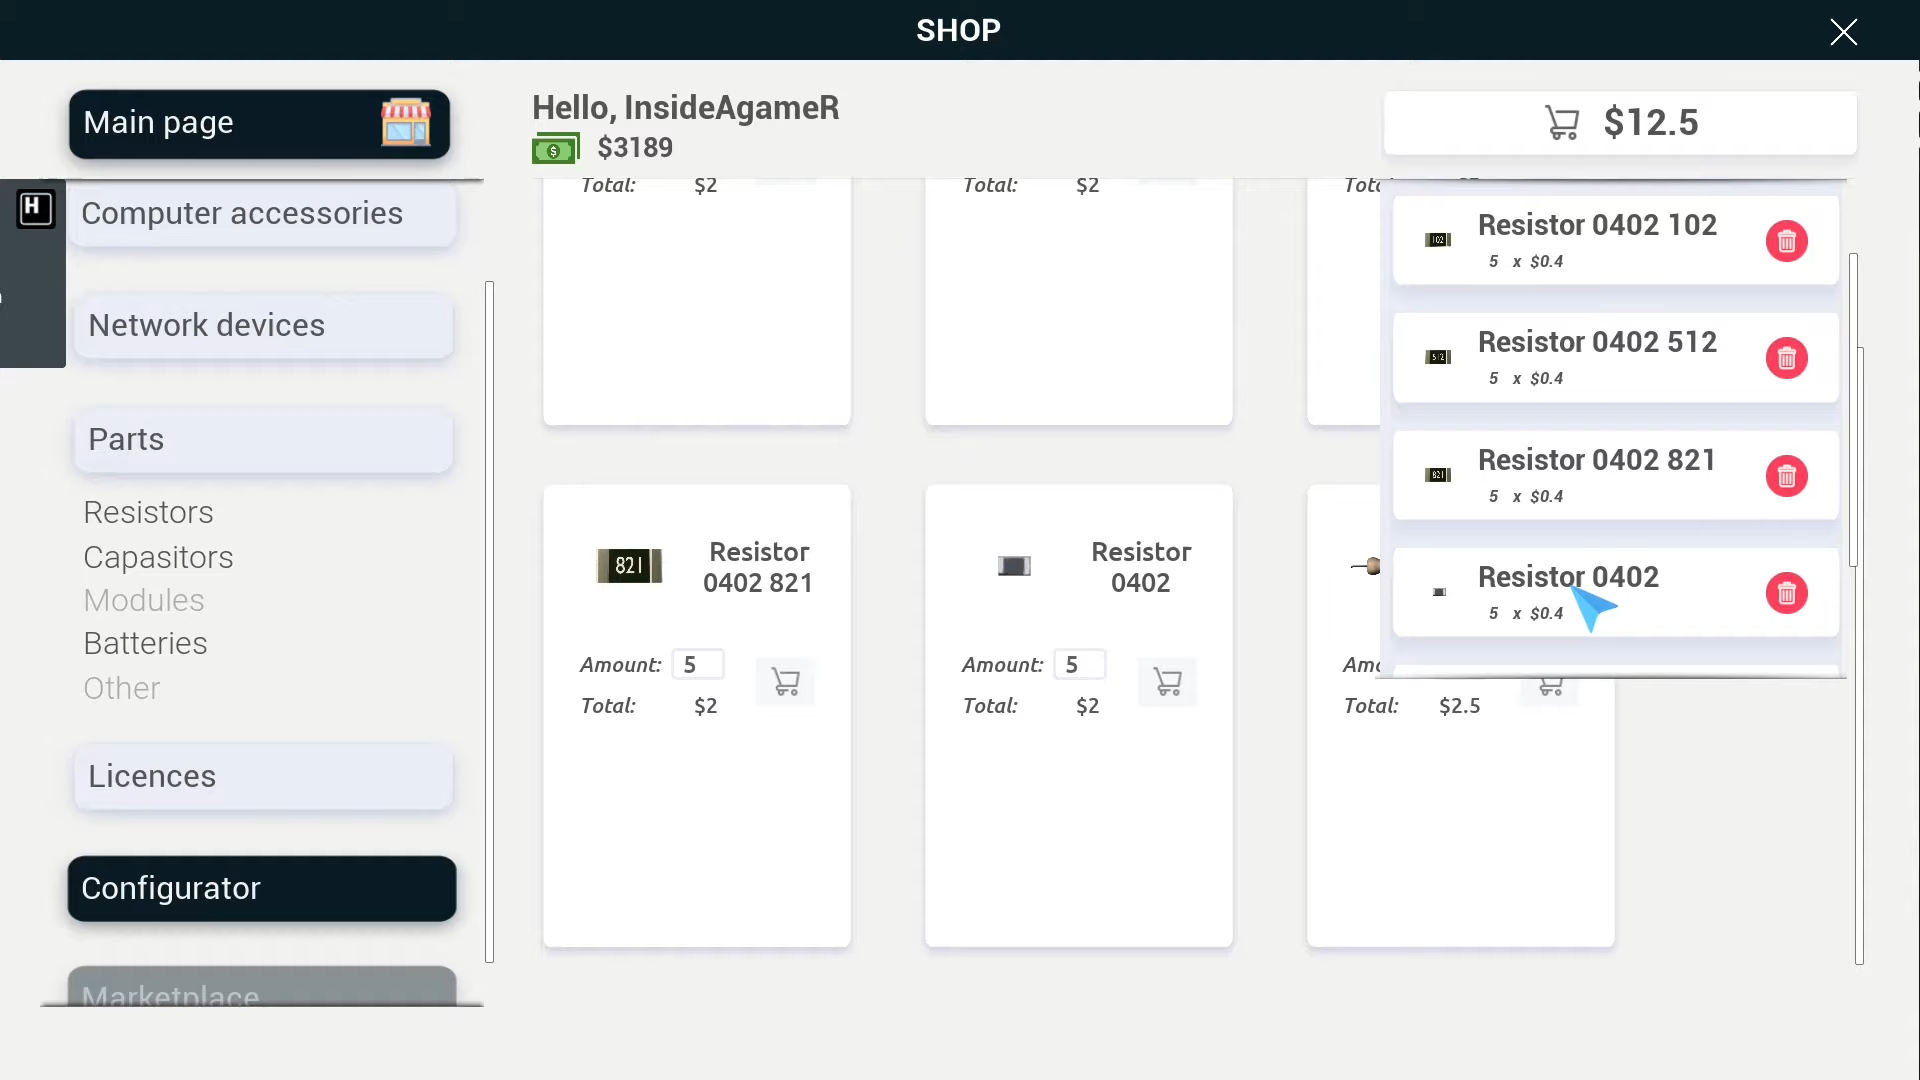 SHOP
Main page
Hello, InsideAgameR
$3189
$12.5
H
Computer accessories
Network devices
Parts
Resistors
Capasitors
Modules
Batteries
Other
Licences
Configurator
Marketplace
Total: $2
Total: $2
Resistor 0402 102
5 x $0.4
Resistor 0402 512
5 x $0.4
Resistor 0402 821
5 x $0.4
Resistor 0402
5 x $0.4
821
Resistor
0402 821
Amount: 5
Total: $2
Resistor
0402
Amount: 5
Total: $2
Total: $2.5